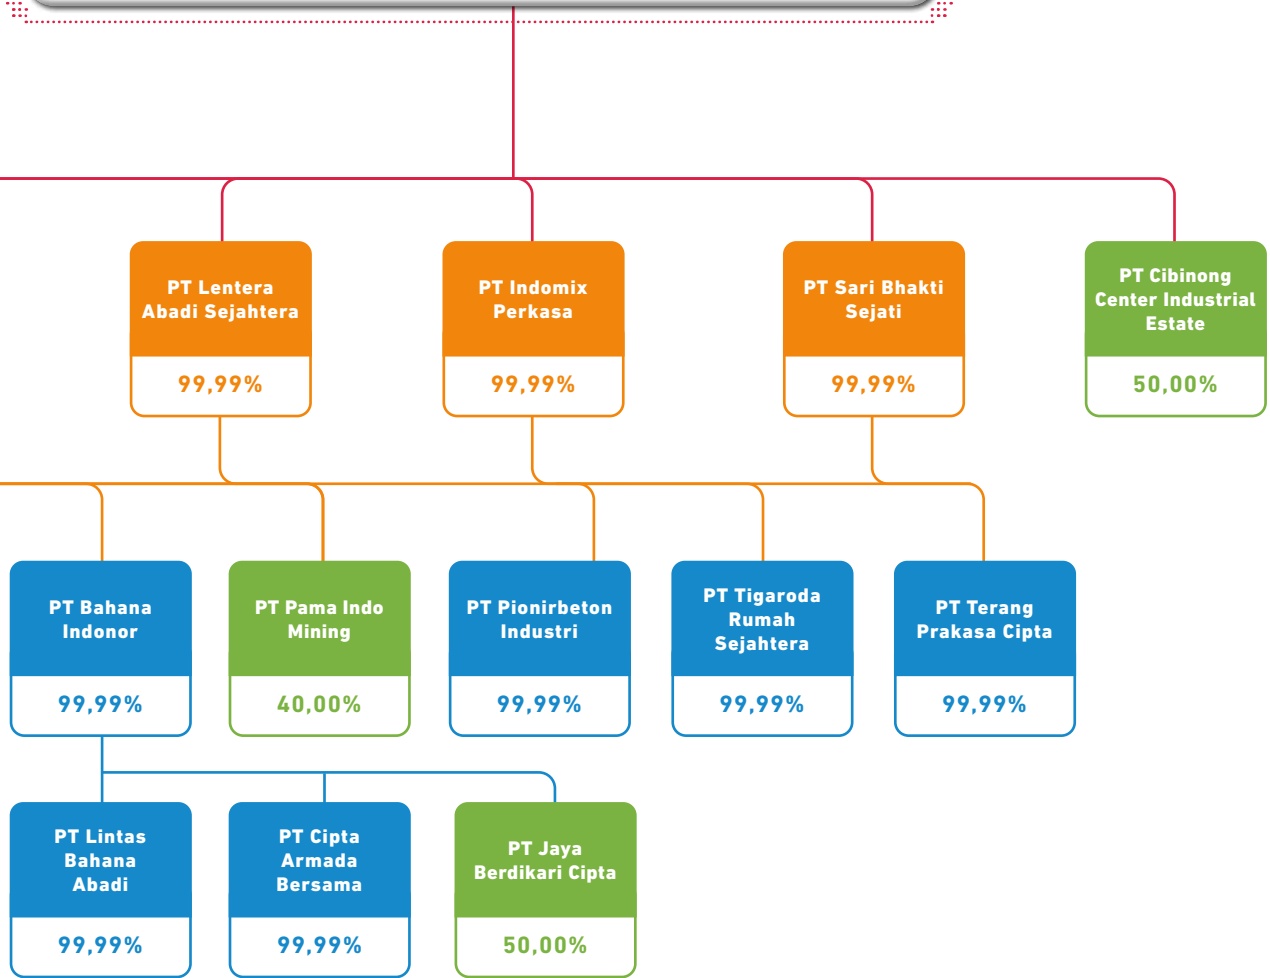 PT Lentera
Abadi Sejahtera
99,99%
PT Indomix
Perkasa
99,99%
PT Sari Bhakti
Sejati
99,99%
PT Cibinong
Center Industrial
Estate
50,00%
PT Bahana
Indonor
99,99%
PT Pama Indo
Mining
40,00%
PT Pionirbeton
Industri
99,99%
PT Tigaroda
Rumah
Sejahtera
99,99%
PT Terang
Prakasa Cipta
99,99%
PT Lintas
Bahana
Abadi
99,99%
PT Cipta
Armada
Bersama
99,99%
PT Jaya
Berdikari Cipta
50,00%